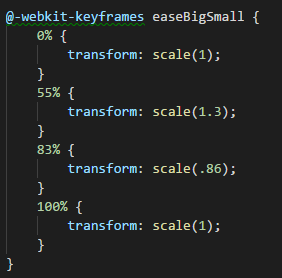 @-webkit-keyframes easeBigSmall {
    0% {
        transform: scale(1);
    }
    55% {
        transform: scale(1.3);
    }
    83% {
        transform: scale(.86);
    }
    100% {
        transform: scale(1);
    }
}